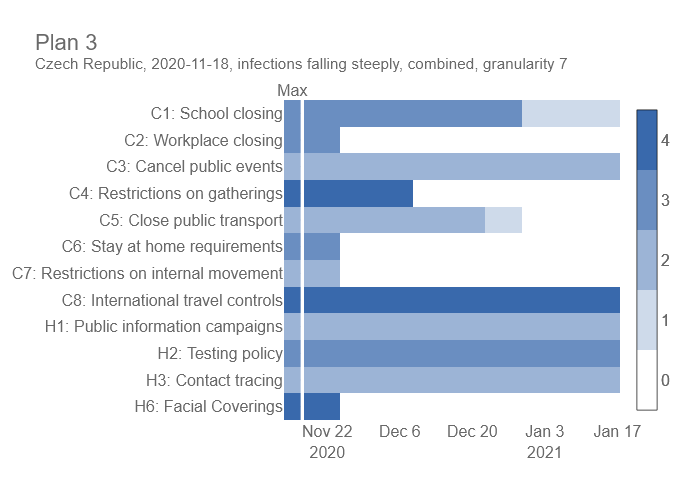 Plan 3
Czech Republic, 2020-11-18, infections falling steeply, combined, granularity 7
Max
C1: School closing
C2: Workplace closing
C3: Cancel public events
C4: Restrictions on gatherings
C5: Close public transport
C6: Stay at home requirements
C7: Restrictions on internal movement
C8: International travel controls
H1: Public information campaigns
H2: Testing policy
H3: Contact tracing
H6: Facial Coverings
Nov 22 Dec 6 Dec 20 Jan 3 Jan 17
2020 2021
4
3
2
1
0